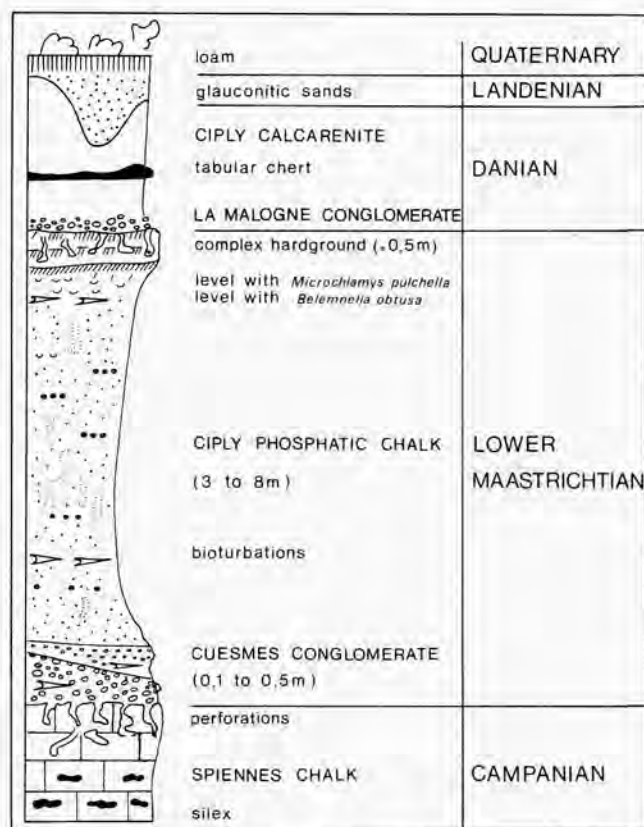 loam QUATERNARY
glauconitic sands LANDENIAN
CIPLY CALCARENITE
tabular chert DANIAN
LA MALOGNE CONGLOMERATE
complex hardground (±0,5m)
level with Microchlamys pulchella
level with Belemnella obtusa
CIPLY PHOSPHATIC CHALK LOWER
(3 to 8m) MAASTRICHTIAN
bioturbations
CUESMES CONGLOMERATE
(0,1 to 0,5m)
perforations
SPIENNES CHALK CAMPANIAN
silex